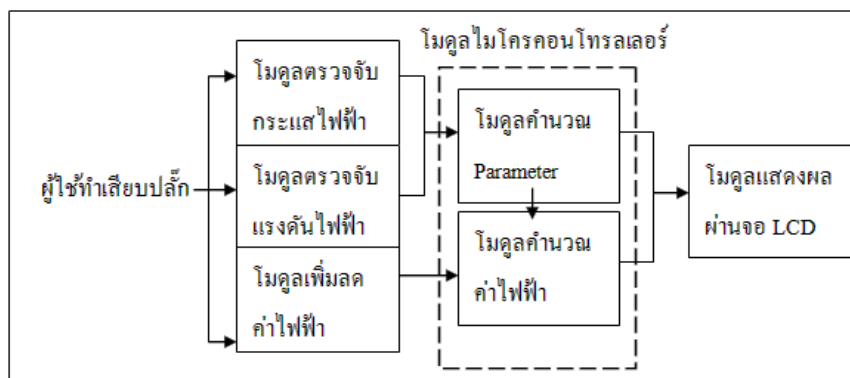 โมดูลไมโครคอนโทรลเลอร์
โมดูลตรวจจับ
กระแสไฟฟ้า
โมดูลคำนวณ
Parameter
ผู้ใช้ทำเสียบปลั๊ก
โมดูลตรวจจับ
แรงดันไฟฟ้า
โมดูลแสดงผล
ผ่านจอ LCD
โมดูลเพิ่มลด
ค่าไฟฟ้า
โมดูลคำนวณ
ค่าไฟฟ้า